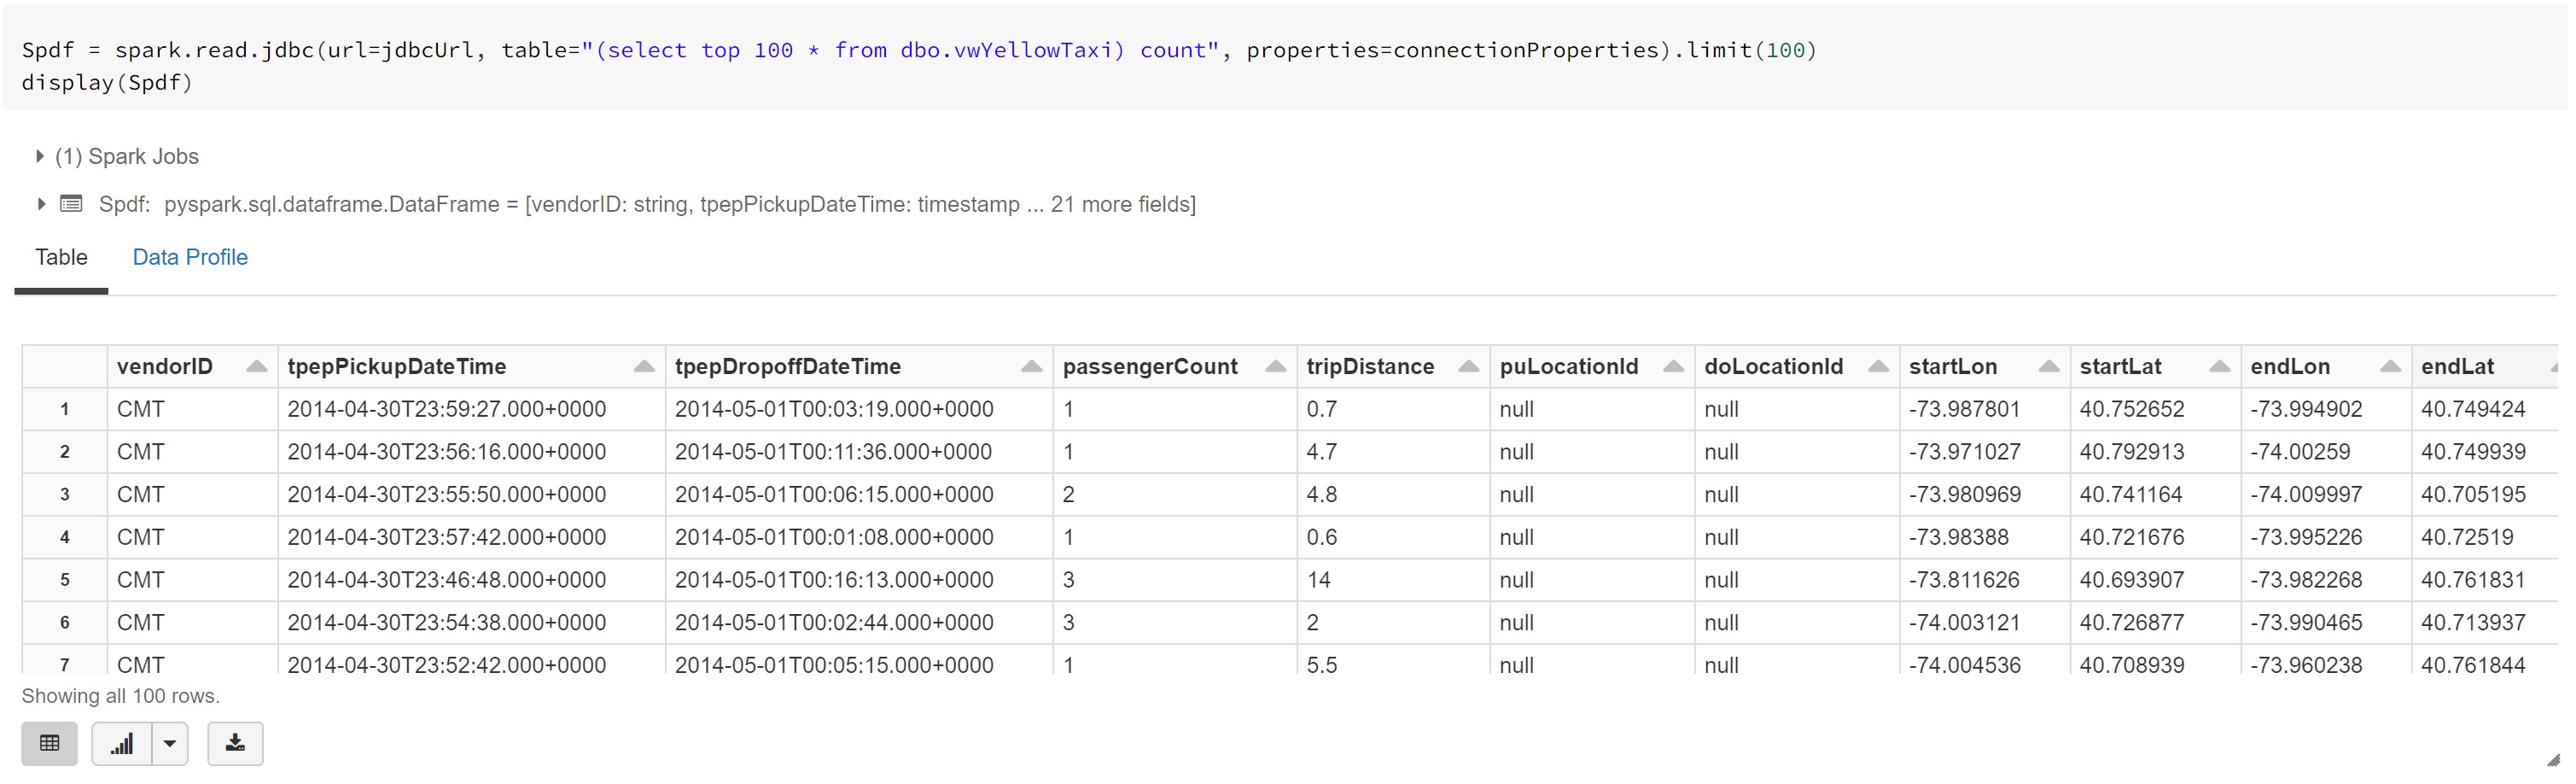 Spdf = spark.read.jdbc(url=jdbcUrl, table="(select top 100 * from dbo.vwYellowTaxi) count", properties=connectionProperties).limit(100)
display(Spdf)
(1) Spark Jobs
Spdf: pyspark.sql.dataframe.DataFrame = [vendorID: string, tpepPickupDateTime: timestamp ... 21 more fields]
Table Data Profile
vendorID tpepPickupDateTime tpepDropoffDateTime passengerCount tripDistance puLocationId doLocationId startLon startLat endLon endLat
1 CMT 2014-04-30T23:59:27.000+0000 2014-05-01T00:03:19.000+0000 1 0.7 null null -73.987801 40.752652 -73.994902 40.749424
2 CMT 2014-04-30T23:56:16.000+0000 2014-05-01T00:11:36.000+0000 1 4.7 null null -73.971027 40.792913 -74.00259 40.749939
3 CMT 2014-04-30T23:55:50.000+0000 2014-05-01T00:06:15.000+0000 2 4.8 null null -73.980969 40.741164 -74.009997 40.705195
4 CMT 2014-04-30T23:57:42.000+0000 2014-05-01T00:01:08.000+0000 1 0.6 null null -73.98388 40.721676 -73.995226 40.72519
5 CMT 2014-04-30T23:46:48.000+0000 2014-05-01T00:16:13.000+0000 3 14 null null -73.811626 40.693907 -73.982268 40.761831
6 CMT 2014-04-30T23:54:38.000+0000 2014-05-01T00:02:44.000+0000 3 2 null null -74.003121 40.726877 -73.990465 40.713937
7 CMT 2014-04-30T23:52:42.000+0000 2014-05-01T00:05:15.000+0000 1 5.5 null null -74.004536 40.708939 -73.960238 40.761844
Showing all 100 rows.